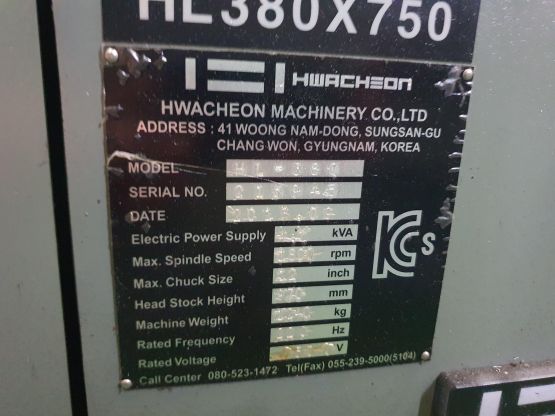 HL380X750
HWACHEON
HWACHEON MACHINERY CO.,LTD
ADDRESS : 41 WOONG NAM-DONG, SUNGSAN-GU
CHANG WON, GYUNGNAM, KOREA
MODEL
SERIAL NO.
DATE
Electric Power Supply kVA
Max. Spindle Speed rpm
Max. Chuck Size inch
Head Stock Height mm
Machine Weight kg
Rated Frequency Hz
Rated Voltage V
KCs
Call Center 080-523-1472 Tel(Fax) 055-239-5000(5164)